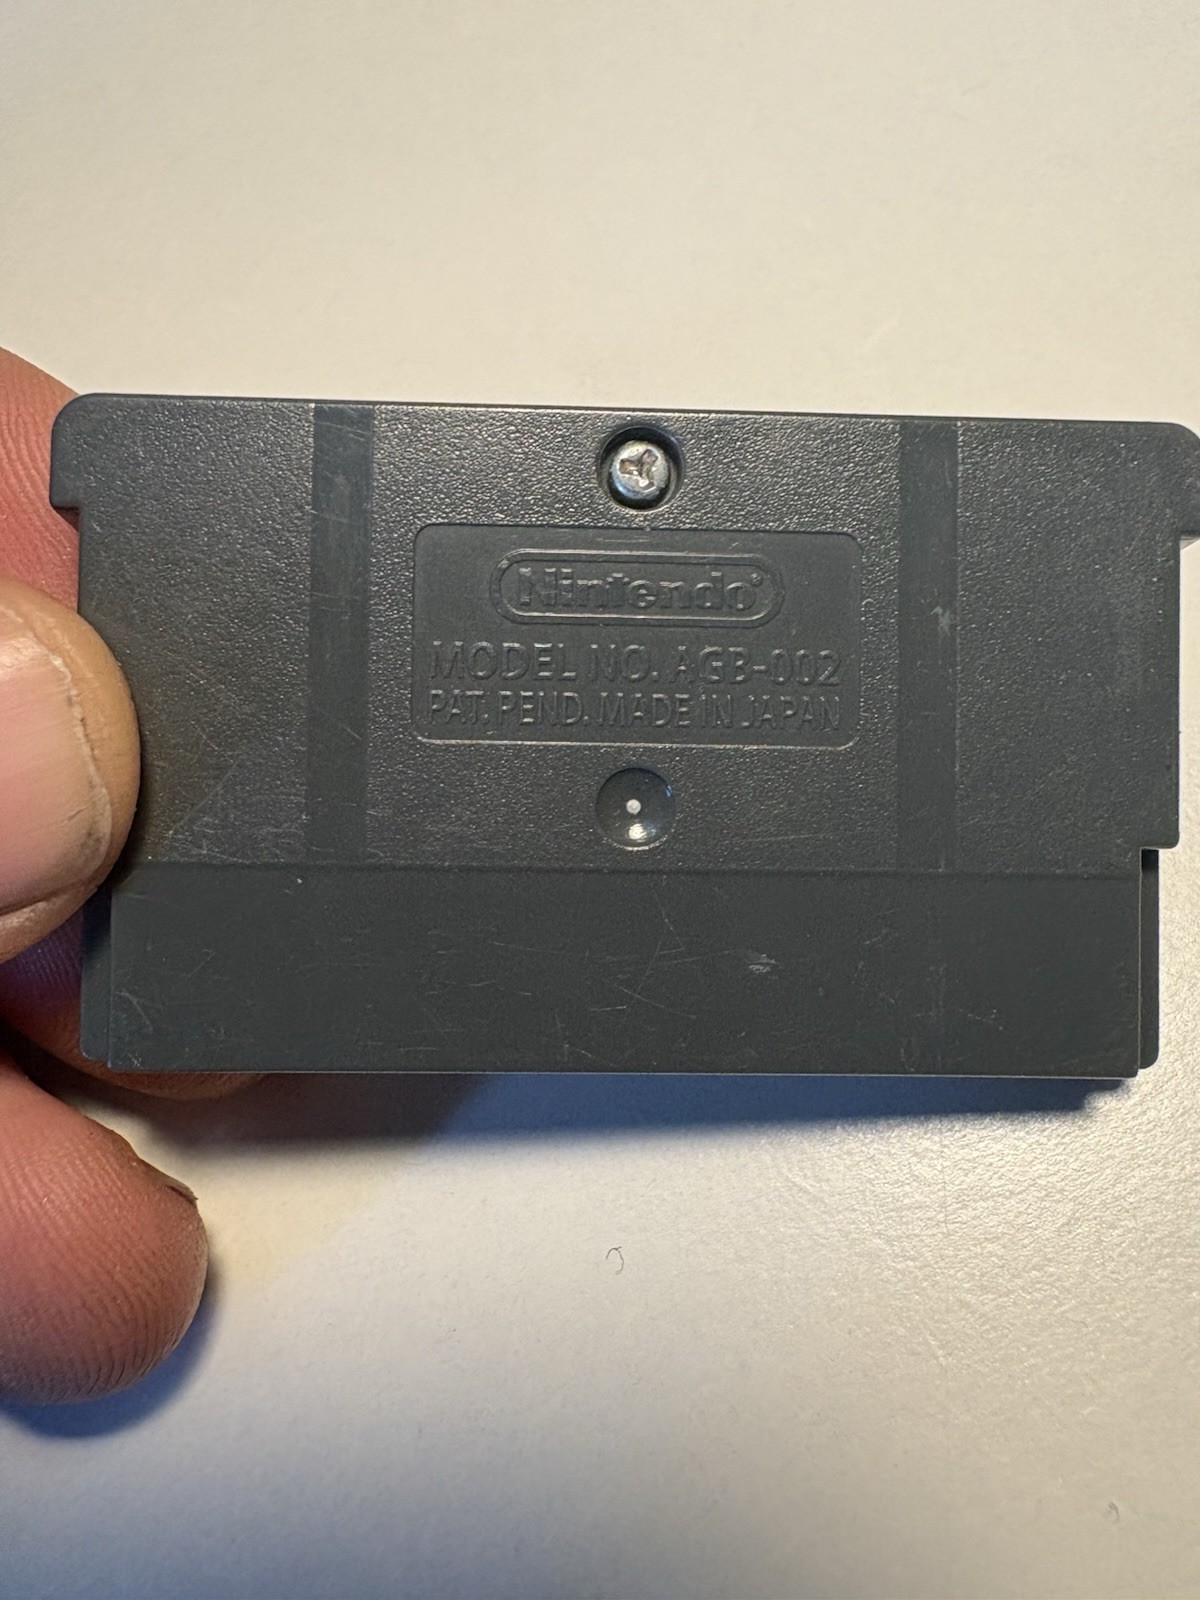 Nintendo®
MODEL NO. AGB-002
PAT. PEND. MADE IN JAPAN